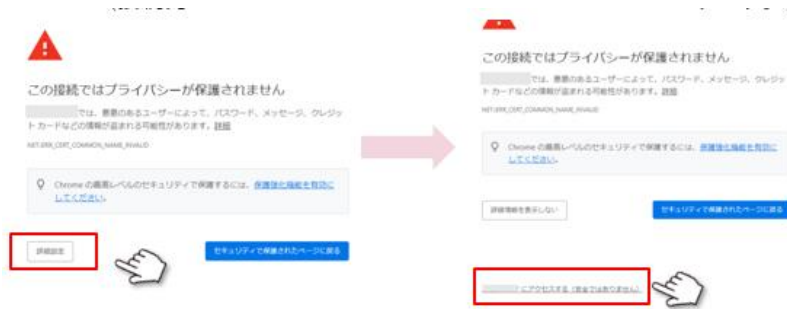 この接続ではプライバシーが保護されません
では、悪意のあるユーザーによって、パスワード、メッセージ、クレジッ
ト カードなどの情報が盗まれる可能性があります。詳細
NET::ERR_CERT_COMMON_NAME_INVALID
Chrome の最高レベルのセキュリティで保護するには、保護強化機能を有効に
してください。
詳細設定
セキュリティで保護されたページに戻る
この接続ではプライバシーが保護されません
では、悪意のあるユーザーによって、パスワード、メッセージ、クレジッ
ト カードなどの情報が盗まれる可能性があります。詳細
NET::ERR_CERT_COMMON_NAME_INVALID
Chrome の最高レベルのセキュリティで保護するには、保護強化機能を有効に
してください。
詳細情報を表示しない
セキュリティで保護されたページに戻る
にアクセスする（安全ではありません）